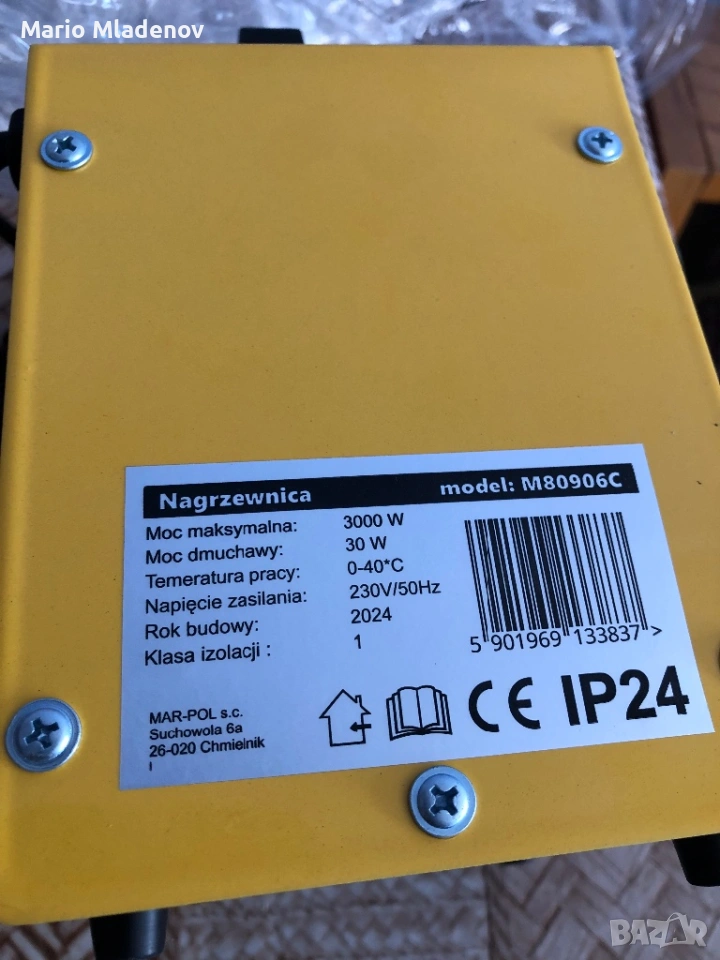 Mario Mladenov
Nagrzewnica model: M80906C
Moc maksymalna: 3000 W
Moc dmuchawy: 30 W
Temeratura pracy: 0-40*C
Napięcie zasilania: 230V/50Hz
Rok budowy: 2024
Klasa izolacji : 1
5 901969 133837 >
MAR-POL s.c.
Suchowola 6a
26-020 Chmielnik
CE IP24
BAZAR